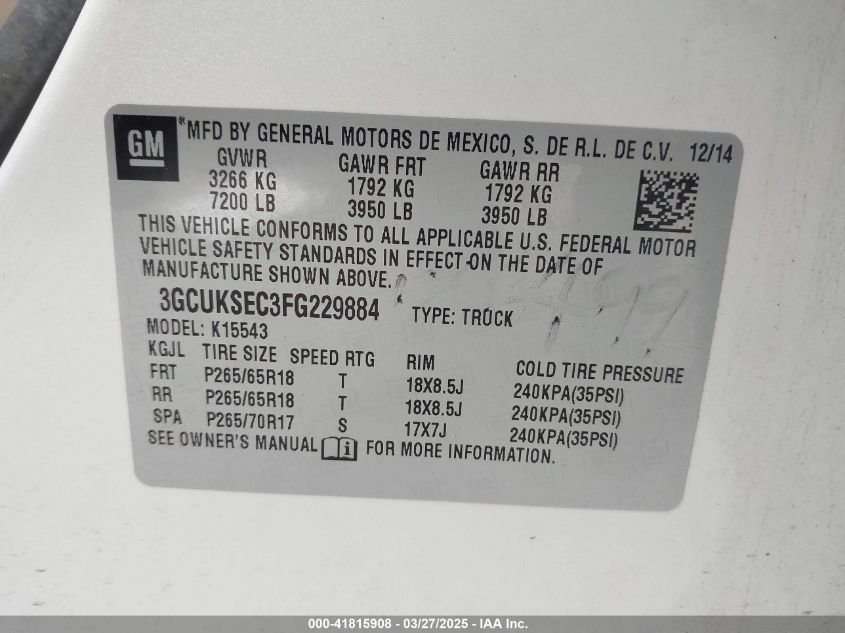 GM
*MFD BY GENERAL MOTORS DE MEXICO, S. DE R.L. DE C.V. 12/14
GVWR GAWR FRT GAWR RR
3266 KG 1792 KG 1792 KG
7200 LB 3950 LB 3950 LB
THIS VEHICLE CONFORMS TO ALL APPLICABLE U.S. FEDERAL MOTOR
VEHICLE SAFETY STANDARDS IN EFFECT ON THE DATE OF
MANUFACTURE SHOWN ABOVE.
3GCUKSEC3FG229884 TYPE: TRUCK
MODEL: K15543
KGJL TIRE SIZE SPEED RTG RIM COLD TIRE PRESSURE
FRT P265/65R18 T 18X8.5J 240KPA(35PSI)
RR P265/65R18 T 18X8.5J 240KPA(35PSI)
SPA P265/70R17 S 17X7J 240KPA(35PSI)
SEE OWNER'S MANUAL i FOR MORE INFORMATION.
000-41815908 - 03/27/2025 - IAA Inc.